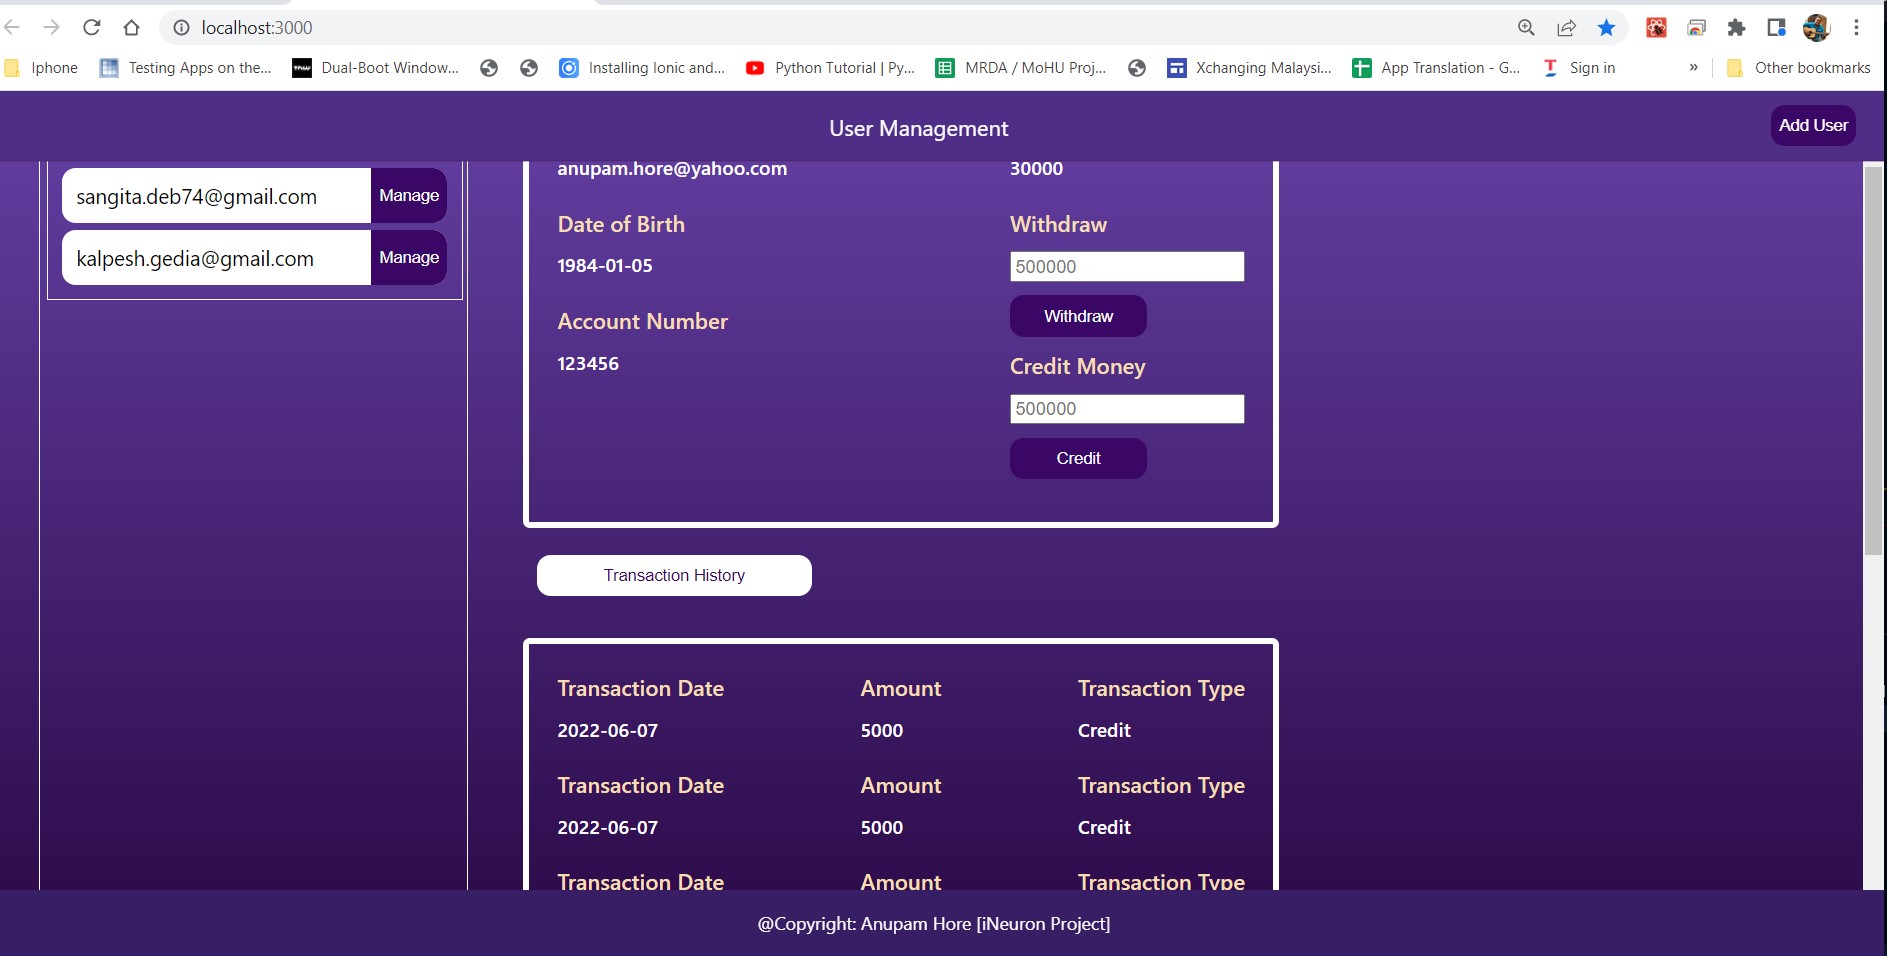 localhost:3000
Iphone
Testing Apps on the...
Dual-Boot Window...
Installing Ionic and...
Python Tutorial | Py...
MRDA / MoHU Proj...
Xchanging Malaysi...
App Translation - G...
Sign in
»
Other bookmarks
User Management
Add User
sangita.deb74@gmail.com Manage
kalpesh.gedia@gmail.com Manage
anupam.hore@yahoo.com
30000
Date of Birth
1984-01-05
Account Number
123456
Withdraw
500000
Withdraw
Credit Money
500000
Credit
Transaction History
Transaction Date Amount Transaction Type
2022-06-07 5000 Credit
Transaction Date Amount Transaction Type
2022-06-07 5000 Credit
Transaction Date Amount Transaction Type
@Copyright: Anupam Hore [iNeuron Project]